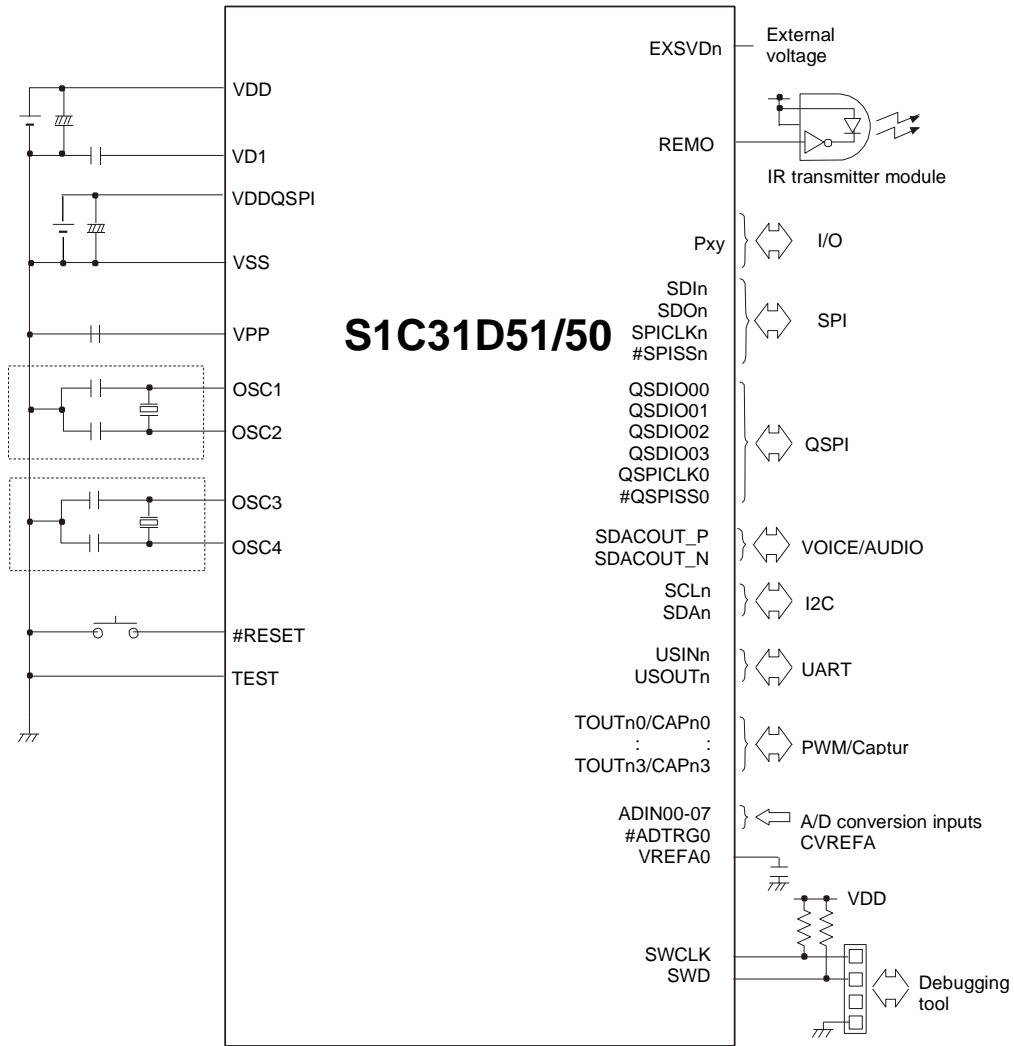 VDD
VD1
VDDQSPI
VSS
VPP
OSC1
OSC2
OSC3
OSC4
#RESET
TEST
S1C31D51/50
EXSVDn
External
voltage
REMO
IR transmitter module
Pxy
I/O
SDIn
SDOn
SPICLKn
#SPISSn
SPI
QSDIO00
QSDIO01
QSDIO02
QSDIO03
QSPICLK0
#QSPISS0
QSPI
SDACOUT_P
SDACOUT_N
VOICE/AUDIO
SCLn
SDAn
I2C
USINn
USOUTn
UART
TOUTn0/CAPn0
: :
TOUTn3/CAPn3
PWM/Captur
ADIN00-07
#ADTRG0
VREFA0
A/D conversion inputs
CVREFA
VDD
SWCLK
SWD
Debugging
tool